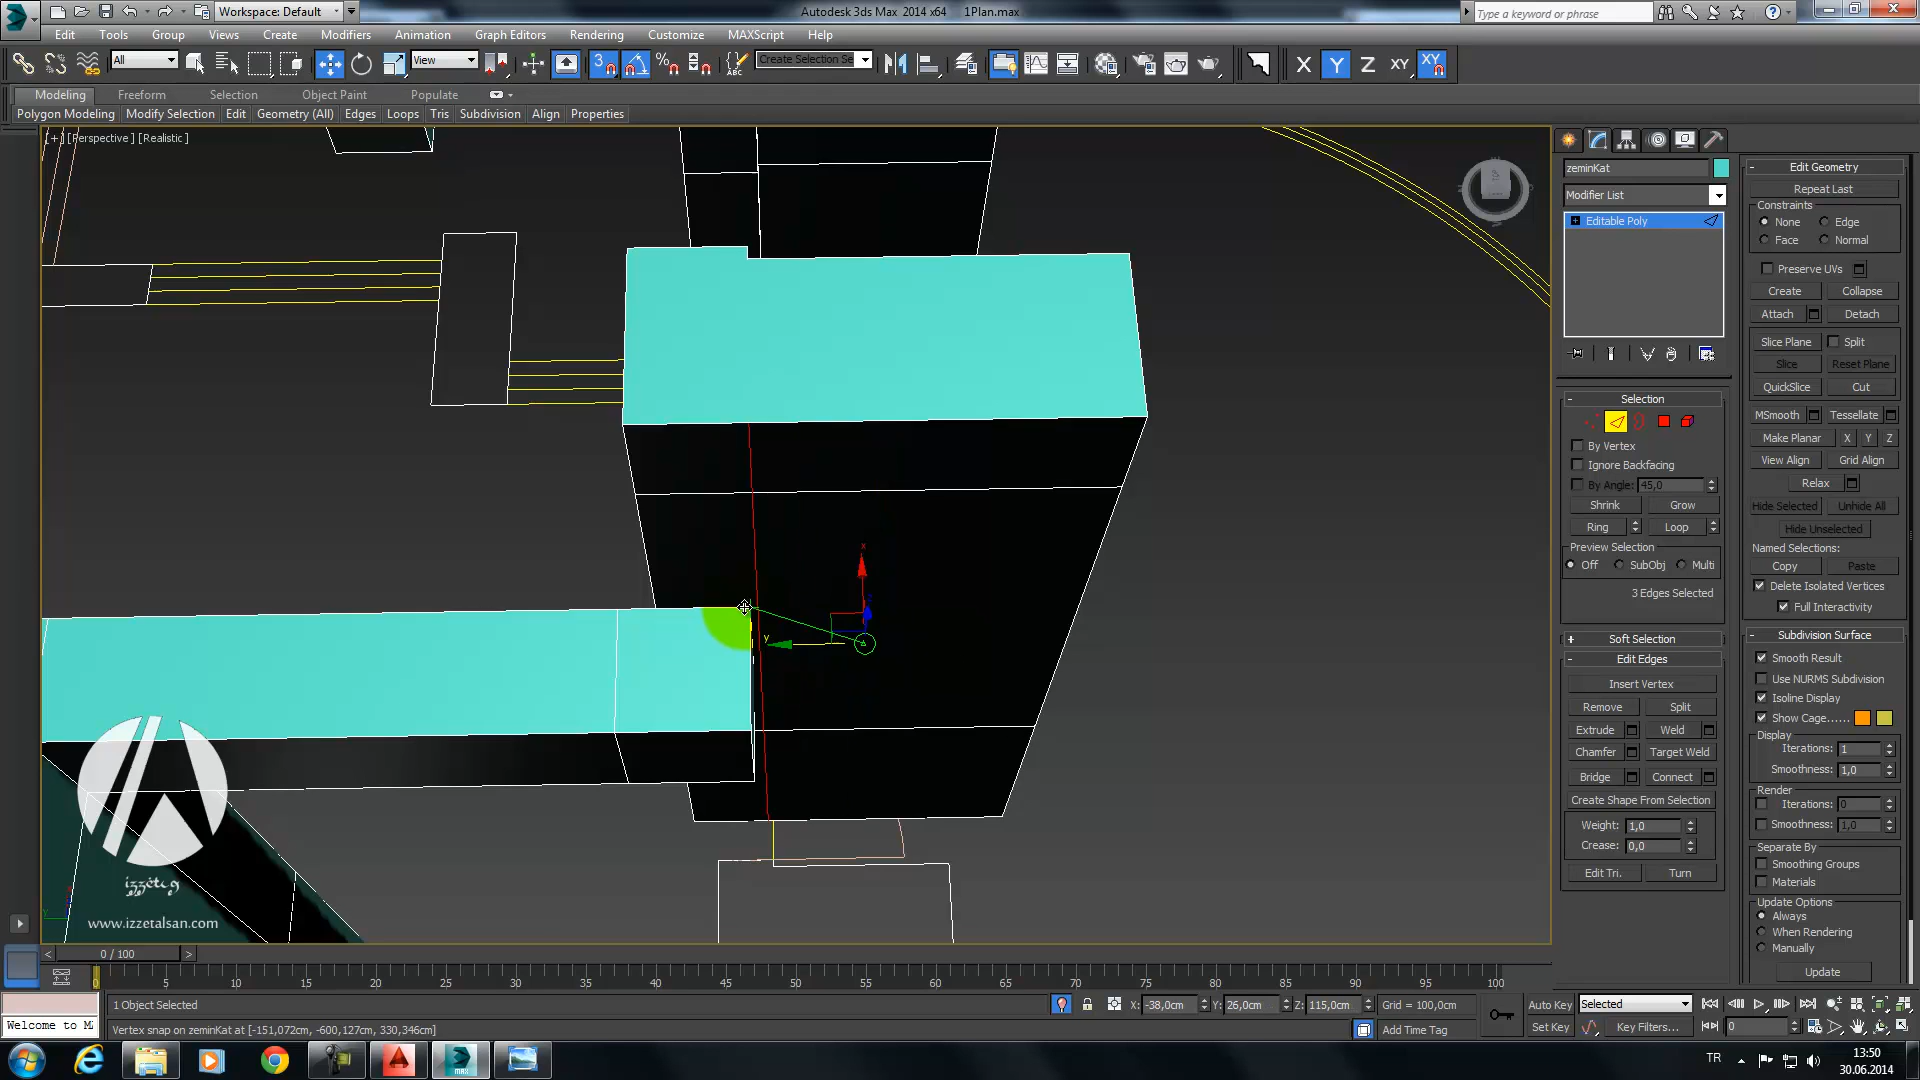 Workspace: Default
Autodesk 3ds Max 2014 x64 1Plan.max
Type a keyword or phrase
Edit Tools Group Views Create Modifiers Animation Graph Editors Rendering Customize MAXScript Help
All View Create Selection Se X Y Z XY XY
Modeling Freeform Selection Object Paint Populate
Polygon Modeling Modify Selection Edit Geometry (All) Edges Loops Tris Subdivision Align Properties
[+] [Perspective ] [Realistic ]
zeminKat
Modifier List
Editable Poly
Selection
By Vertex
Ignore Backfacing
By Angle: 45,0
Shrink Grow
Ring Loop
Preview Selection
Off SubObj Multi
3 Edges Selected
Soft Selection
Edit Edges
Insert Vertex
Remove Split
Extrude Weld
Chamfer Target Weld
Bridge Connect
Create Shape From Selection
Weight: 1,0
Crease: 0,0
Edit Tri. Turn
Edit Geometry
Repeat Last
Constraints
None Edge
Face Normal
Preserve UVs
Create Collapse
Attach Detach
Slice Plane Split
Slice Reset Plane
QuickSlice Cut
MSmooth Tessellate
Make Planar X Y Z
View Align Grid Align
Relax
Hide Selected Unhide All
Hide Unselected
Named Selections:
Copy Paste
Delete Isolated Vertices
Full Interactivity
Subdivision Surface
Smooth Result
Use NURMS Subdivision
Isoline Display
Show Cage......
Display
Iterations: 1
Smoothness: 1,0
Render
Iterations: 0
Smoothness: 1,0
Separate By
Smoothing Groups
Materials
Update Options
Always
When Rendering
Manually
Update
x
y
www.izzetalsan.com
0 / 100
0 5 10 15 20 25 30 35 40 45 50 55 60 65 70 75 80 85 90 95 100
1 Object Selected X: -38,0cm Y: 26,0cm Z: 115,0cm Grid = 100,0cm Auto Key Selected
Welcome to M
Vertex snap on zeminKat at [-151,072cm, -600,127cm, 330,346cm] Add Time Tag Set Key Key Filters... 0
TR
13:50
30.06.2014